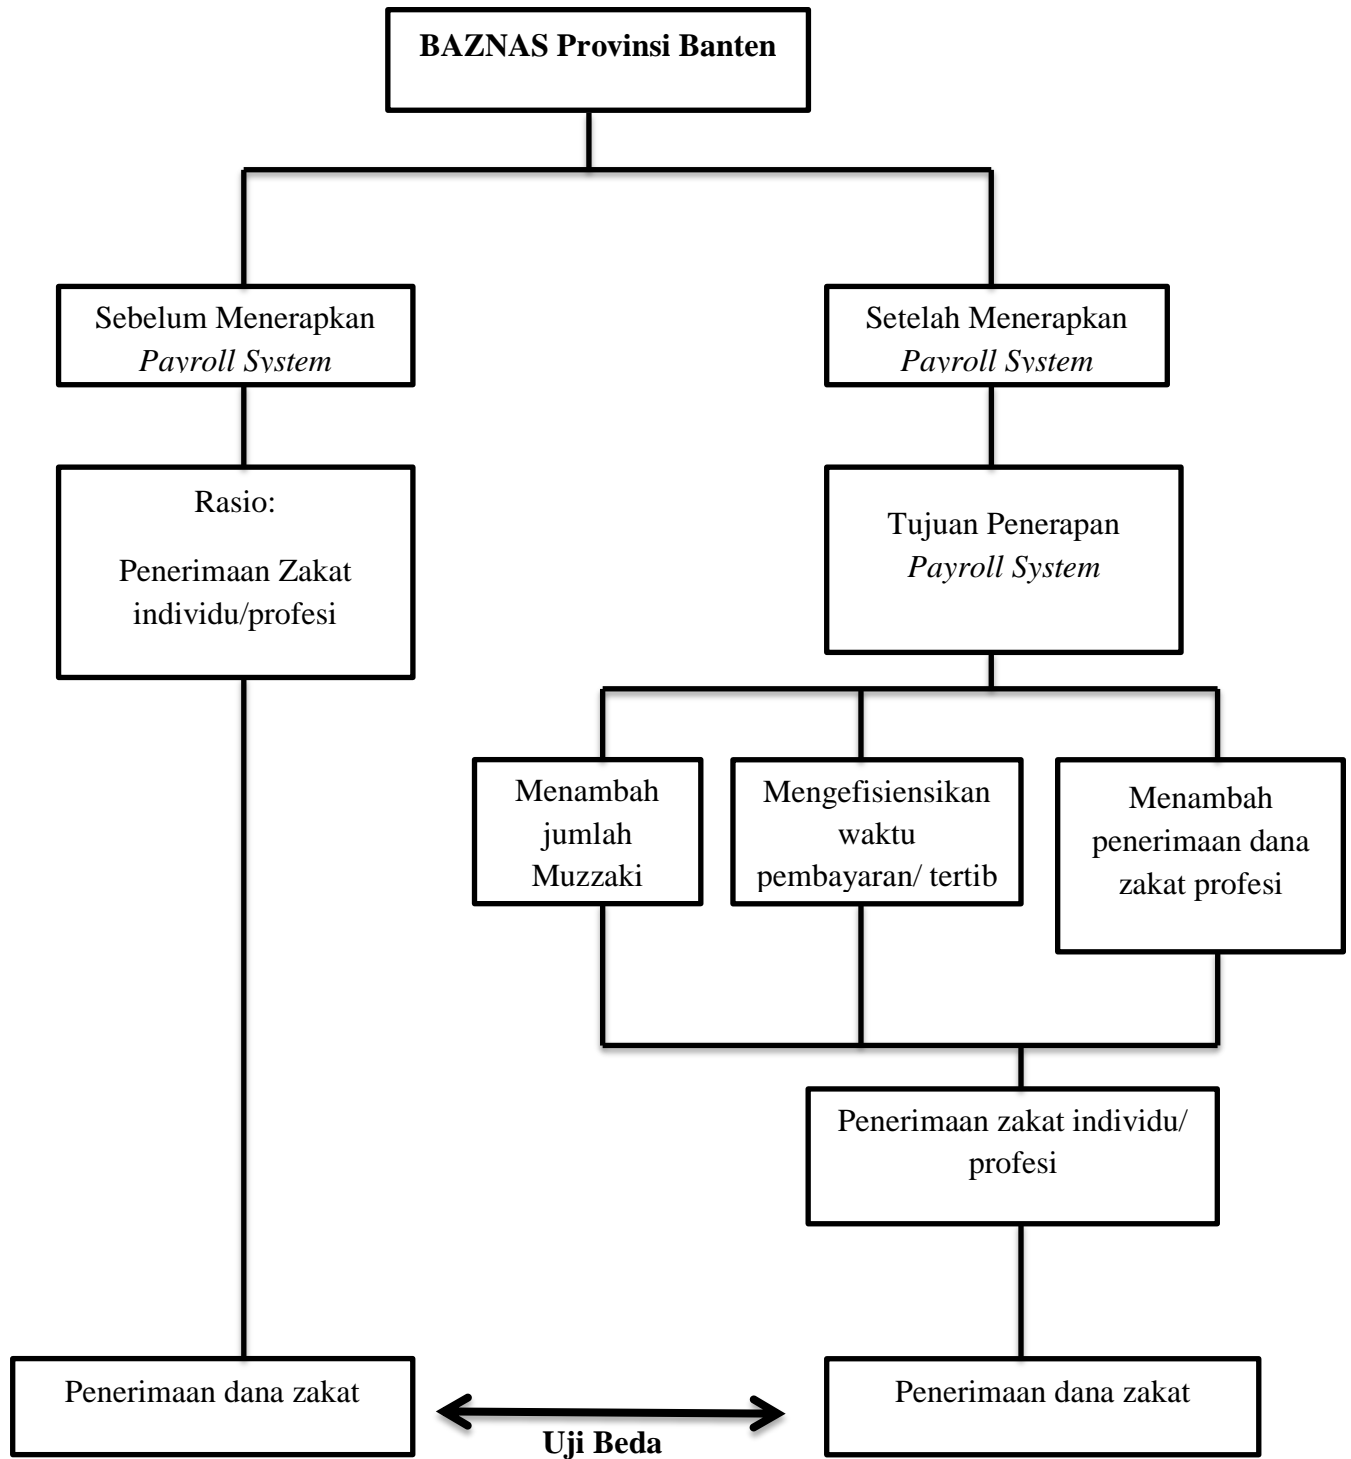 BAZNAS Provinsi Banten
Sebelum Menerapkan
Payroll System
Setelah Menerapkan
Payroll System
Rasio:
Penerimaan Zakat
individu/profesi
Tujuan Penerapan
Payroll System
Menambah
jumlah
Muzzaki
Mengefisiensikan
waktu
pembayaran/ tertib
Menambah
penerimaan dana
zakat profesi
Penerimaan zakat individu/
profesi
Penerimaan dana zakat
Penerimaan dana zakat
Uji Beda